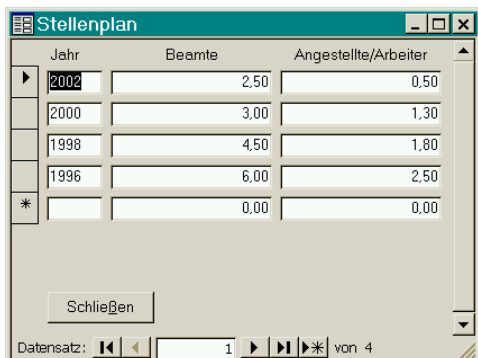 Stellenplan
Jahr Beamte Angestellte/Arbeiter
2002 2,50 0,50
2000 3,00 1,30
1998 4,50 1,80
1996 6,00 2,50
0,00 0,00
Schließen
Datensatz: 1 von 4